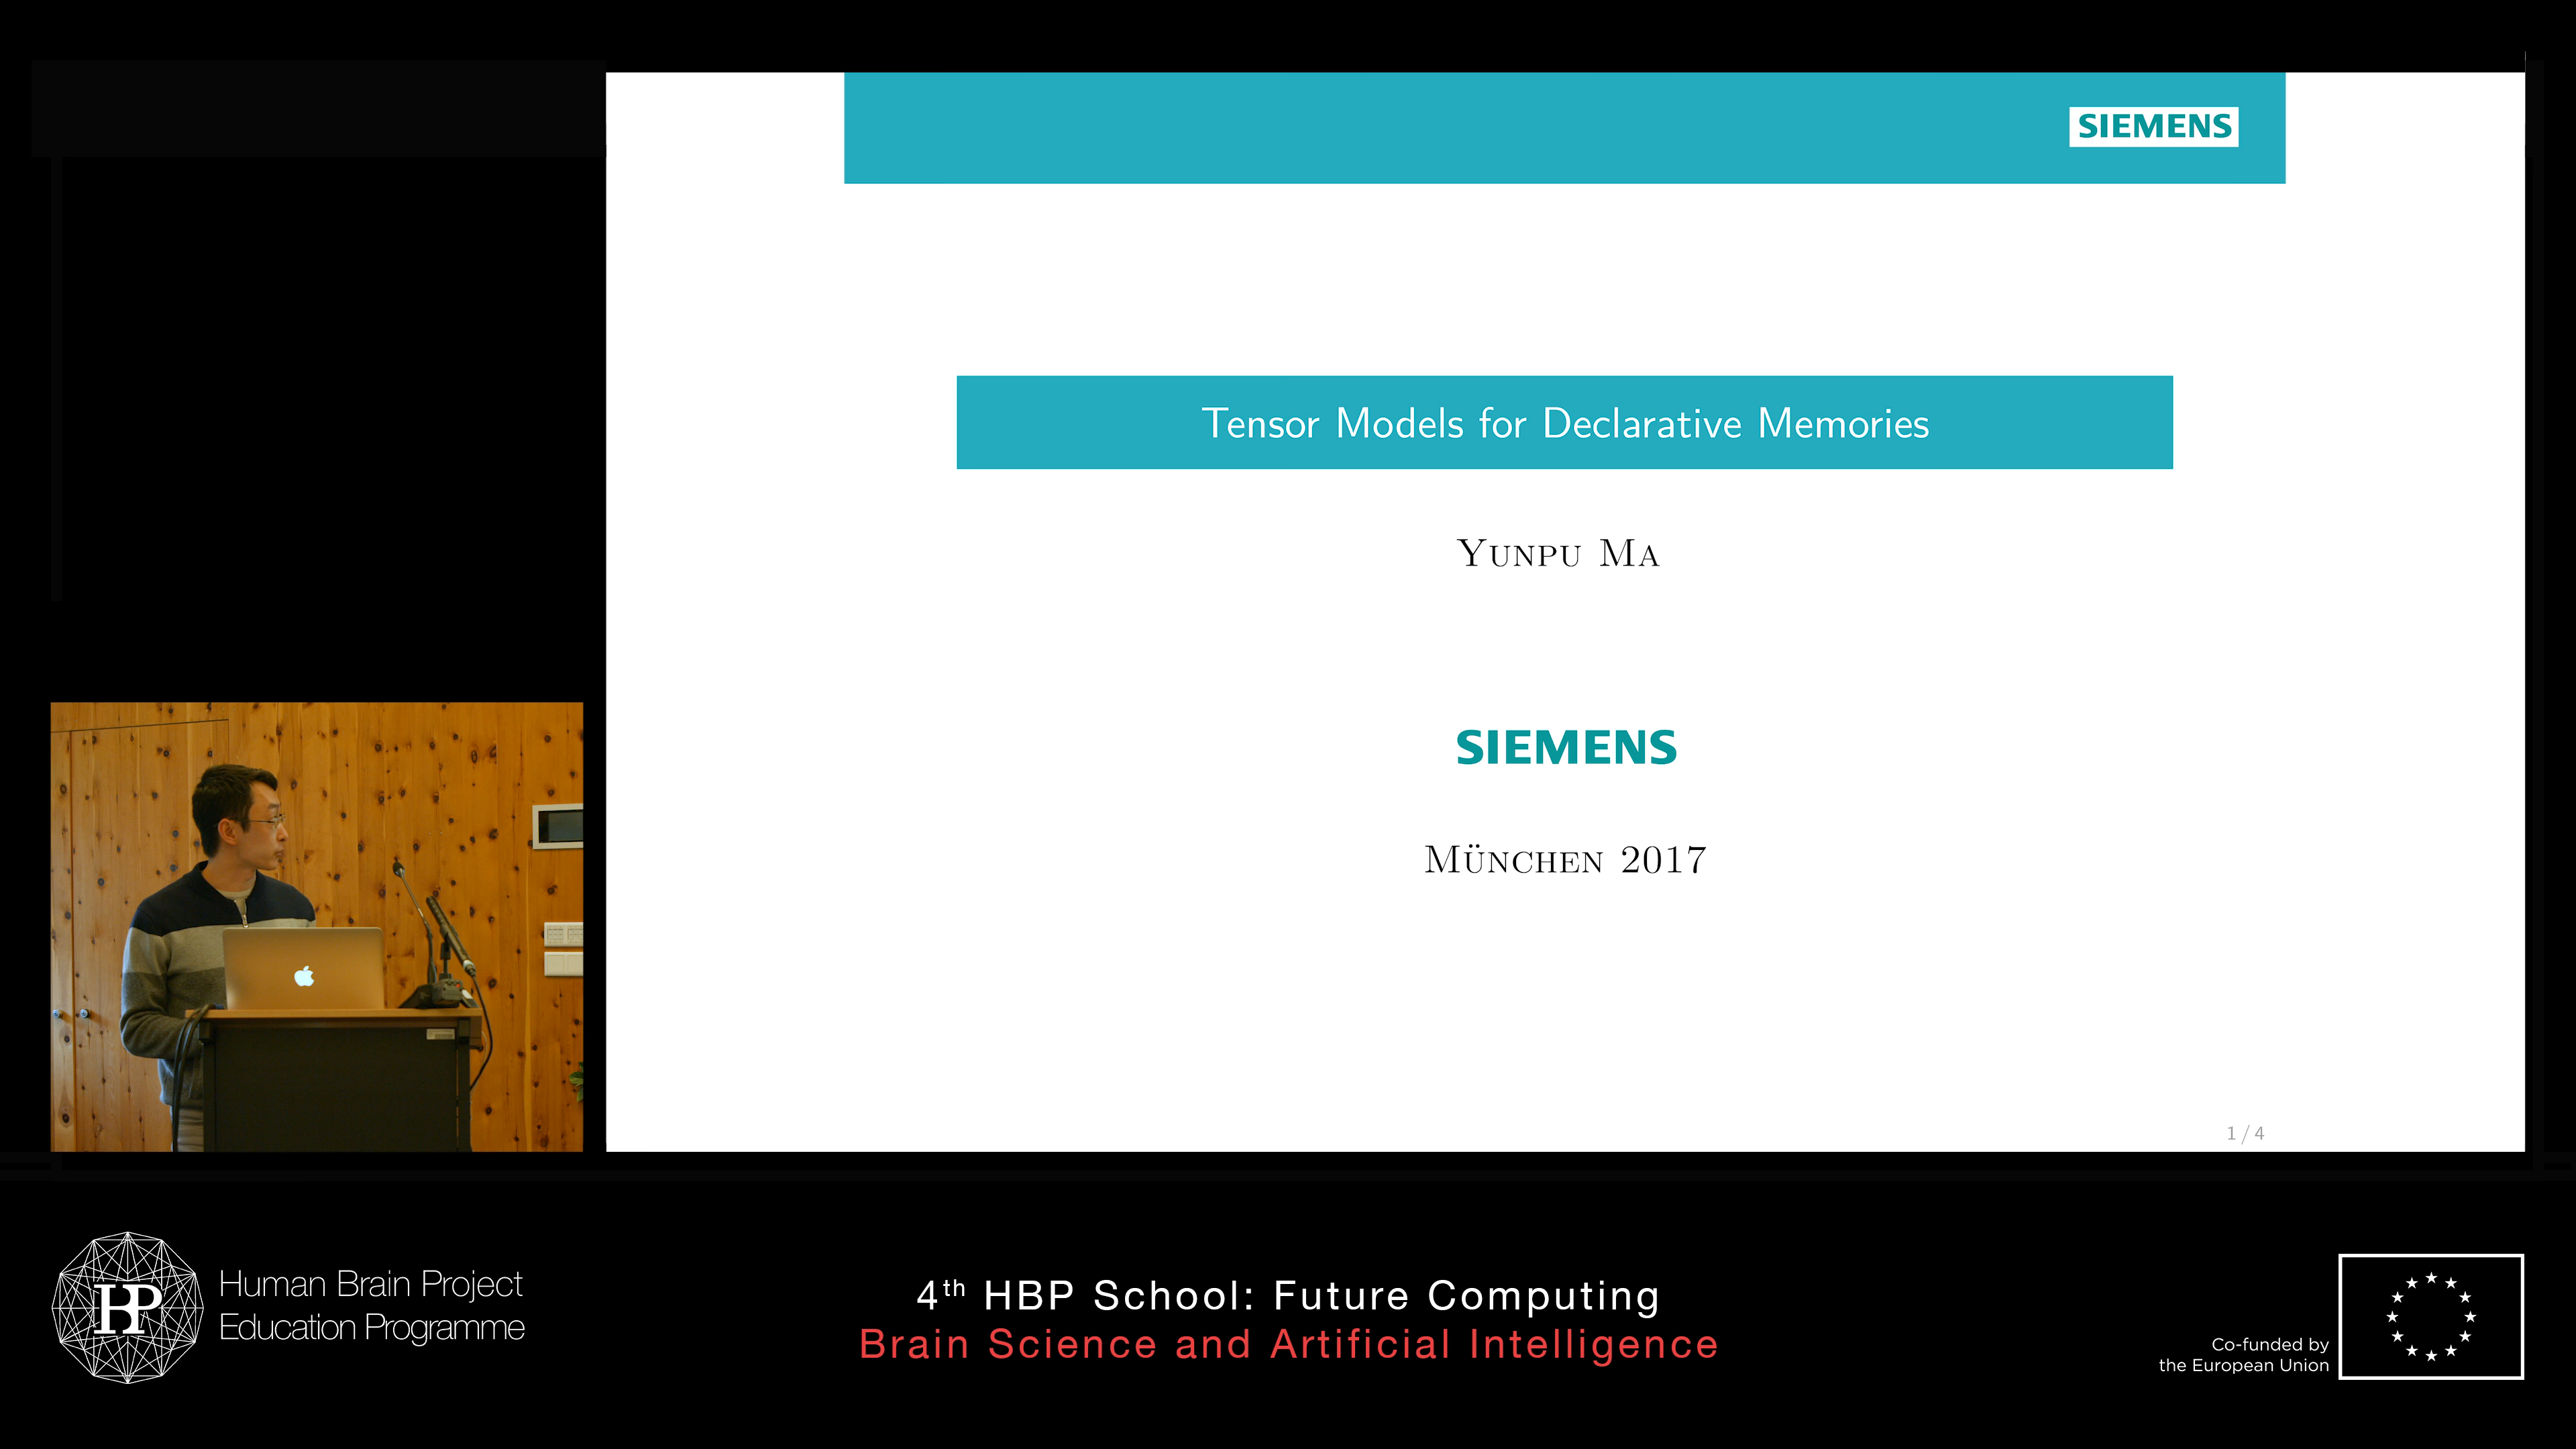 SIEMENS
Tensor Models for Declarative Memories
Yunpu Ma
SIEMENS
München 2017
1 / 4
HBP
Human Brain Project
Education Programme
4th HBP School: Future Computing
Brain Science and Artificial Intelligence
Co-funded by
the European Union